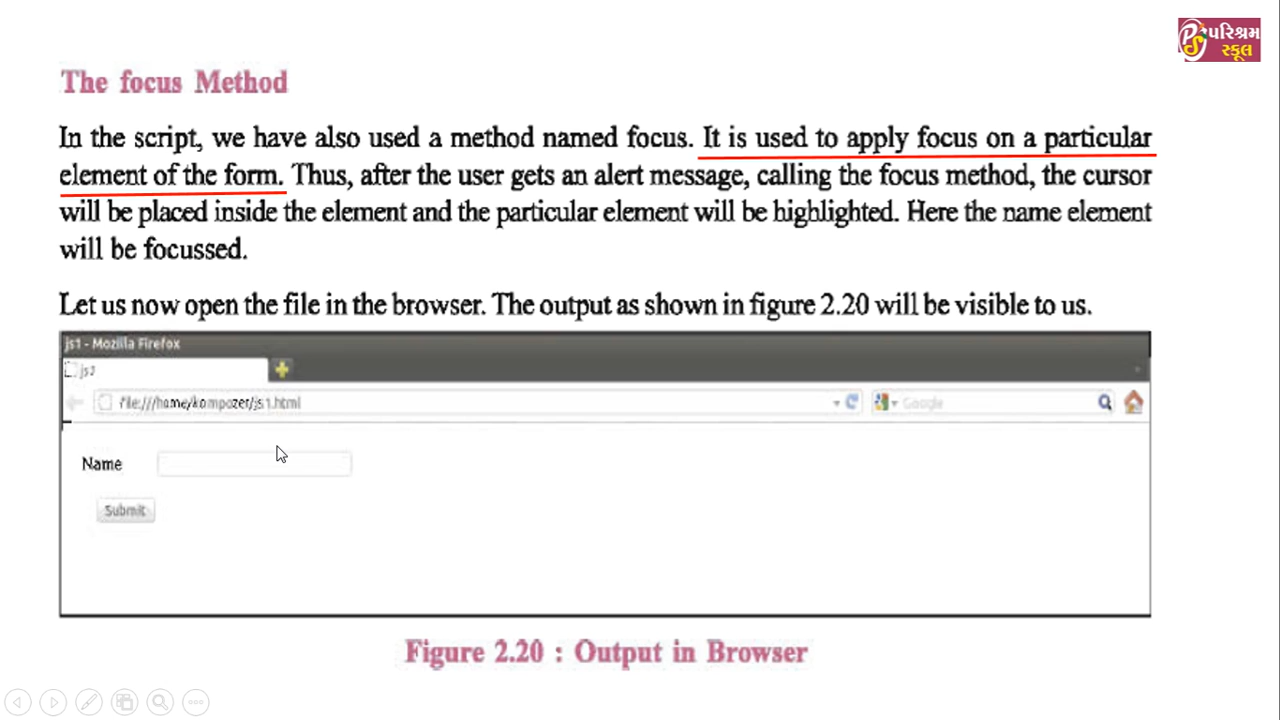 પરિશ્રમ
સ્કૂલ
The focus Method
In the script, we have also used a method named focus. It is used to apply focus on a particular
element of the form. Thus, after the user gets an alert message, calling the focus method, the cursor
will be placed inside the element and the particular element will be highlighted. Here the name element
will be focussed.
Let us now open the file in the browser. The output as shown in figure 2.20 will be visible to us.
js1 - Mozilla Firefox
js1
file:///home/kompozer/js1.html
Google
Name
Submit
Figure 2.20 : Output in Browser